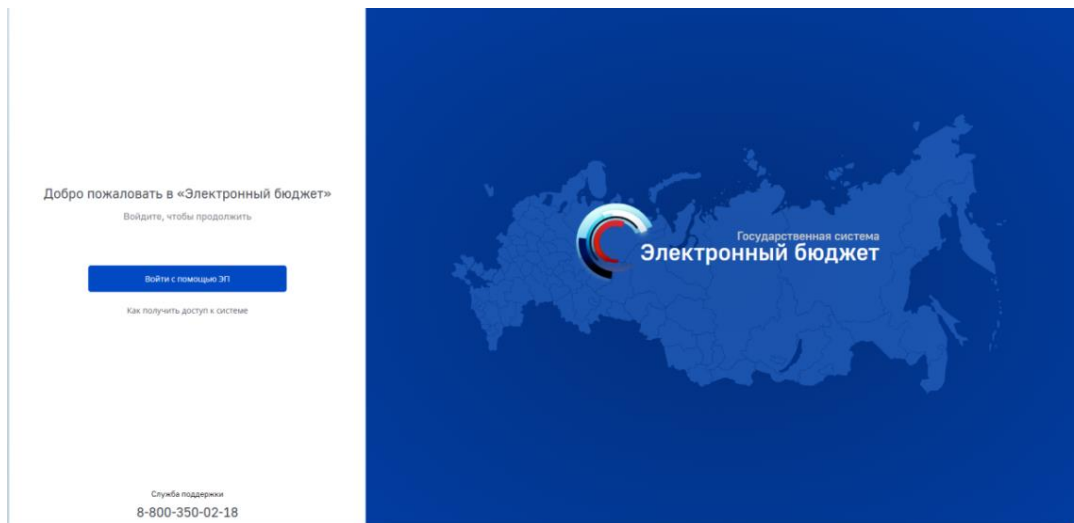 Добро пожаловать в «Электронный бюджет»
Войдите, чтобы продолжить
Войти с помощью ЭП
Как получить доступ к системе
Служба поддержки
8-800-350-02-18
Государственная система
Электронный бюджет